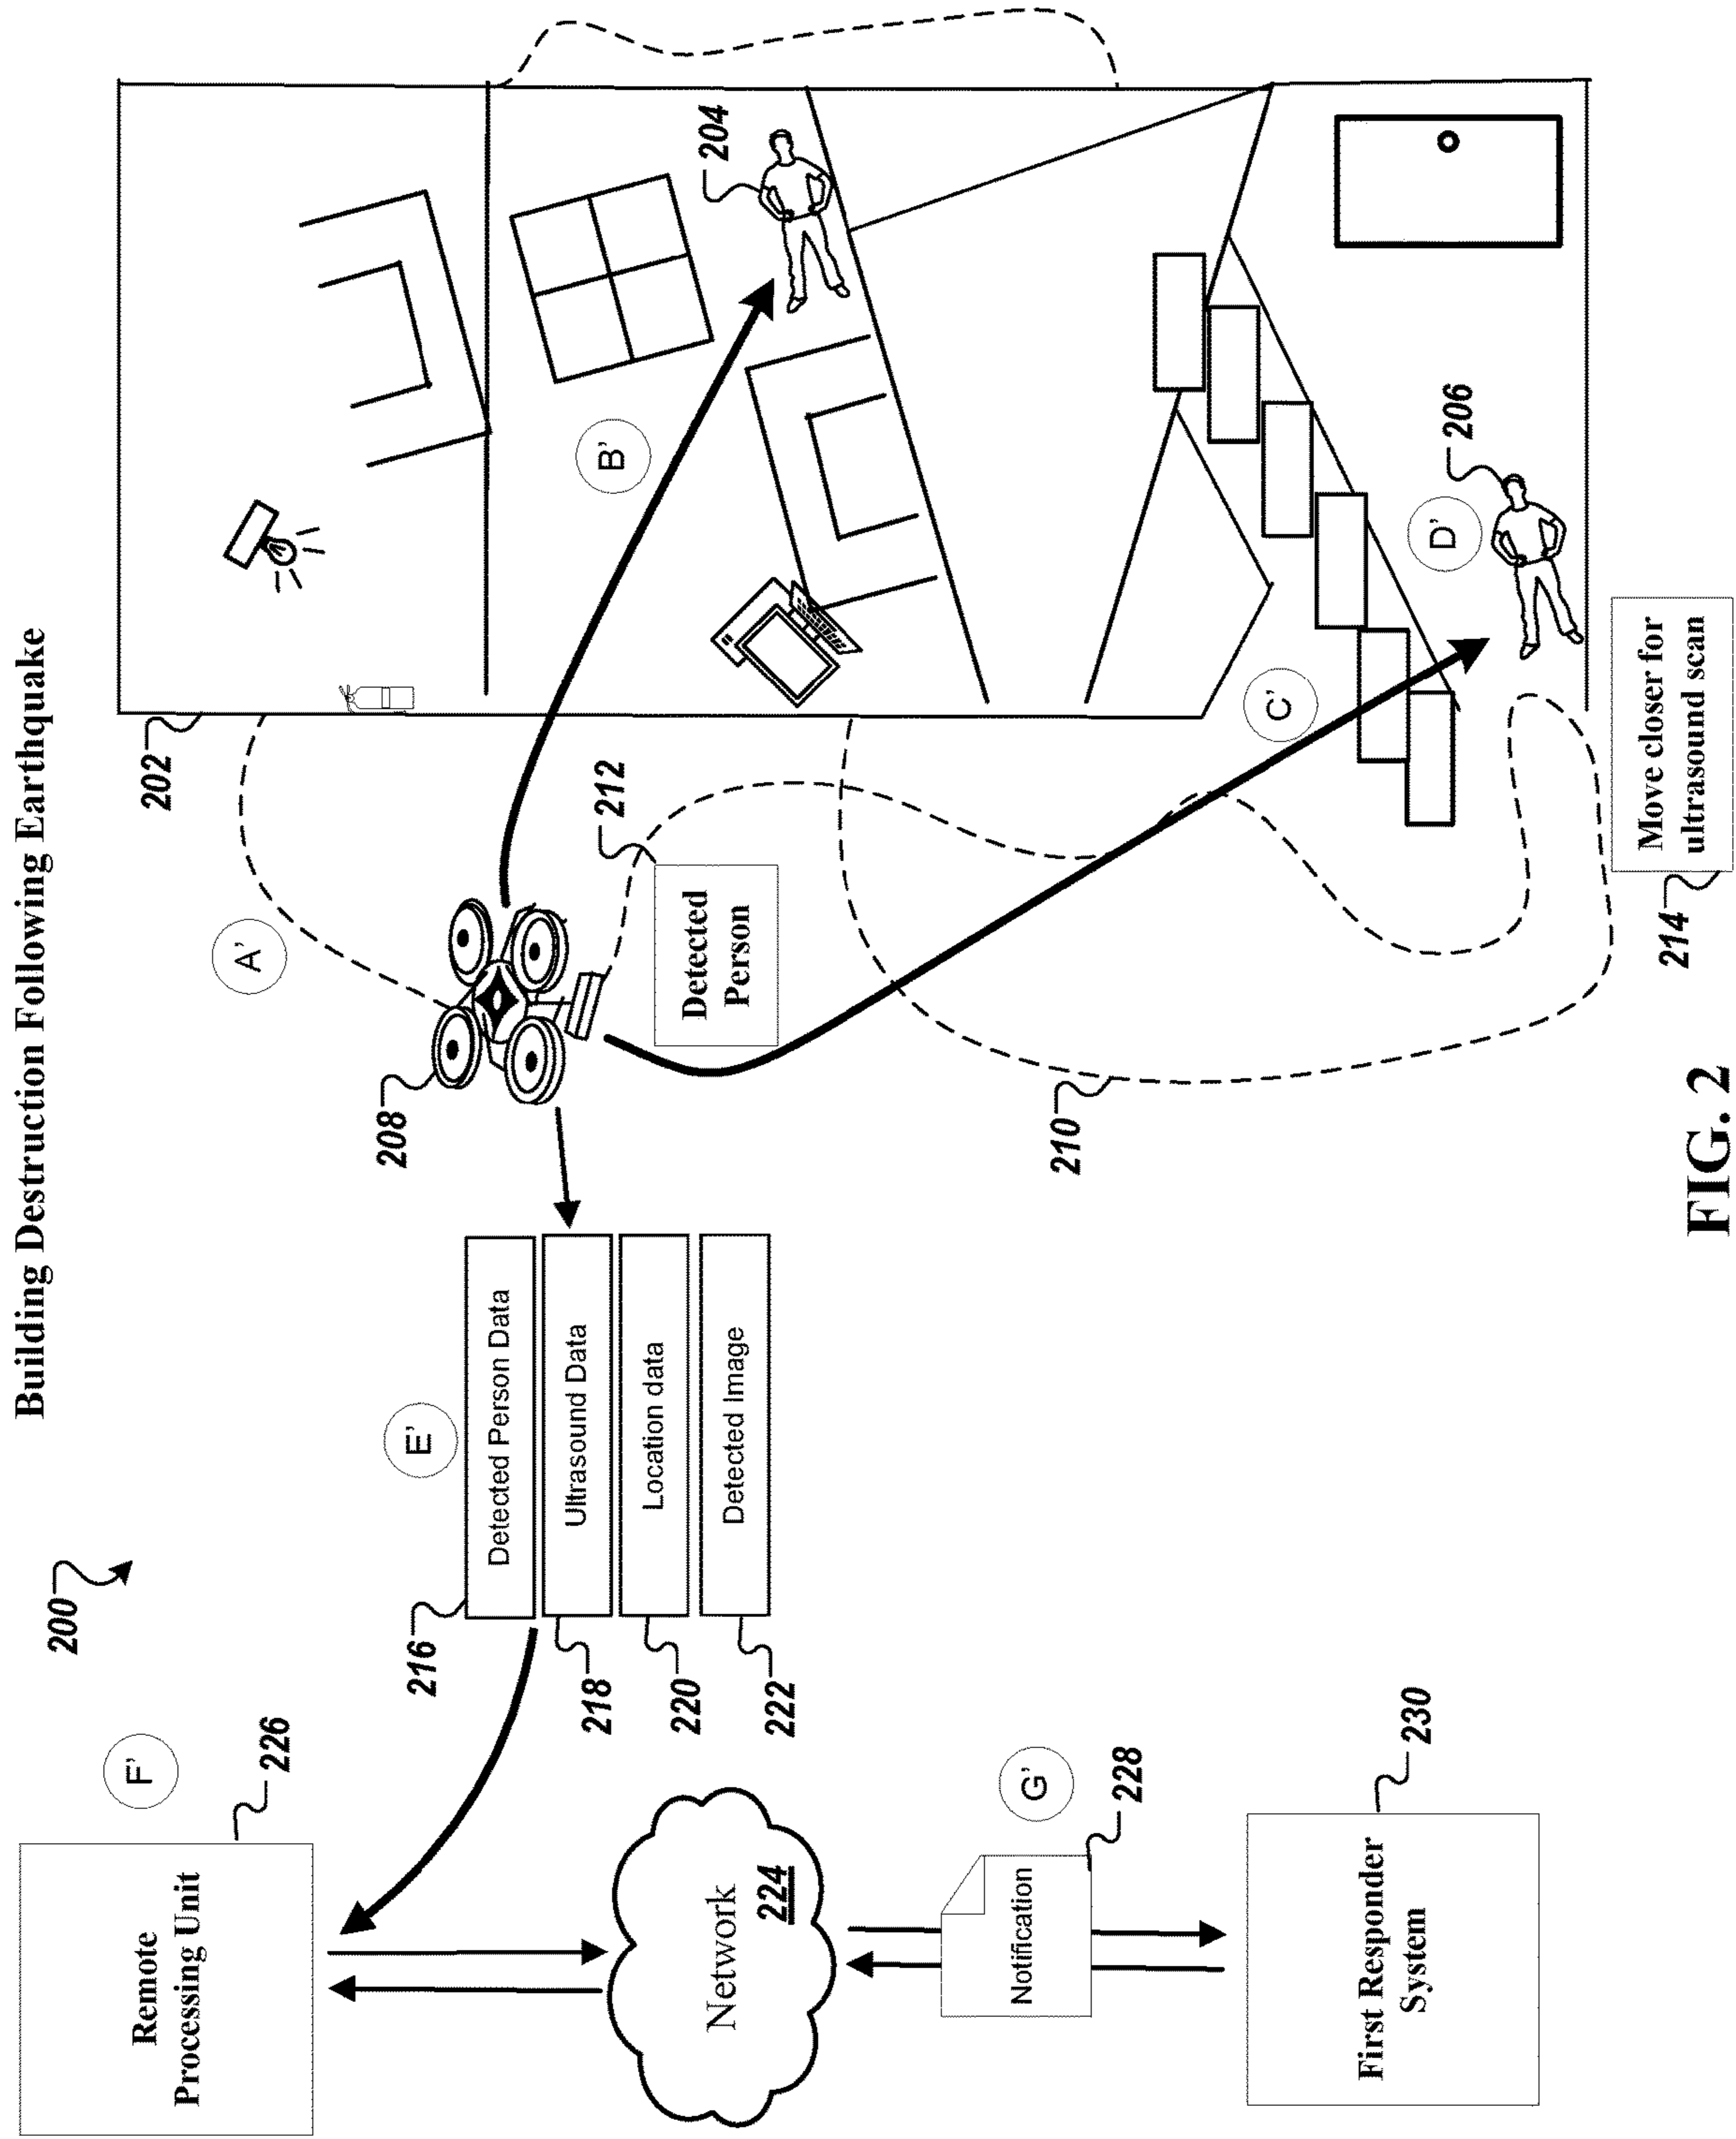 Building Destruction Following Earthquake
200
F'
226
Remote
Processing Unit
Network
224
G'
228
Notification
230
First Responder
System
E'
216
Detected Person Data
218
Ultrasound Data
220
Location data
222
Detected Image
A'
208
212
Detected
Person
210
202
B'
204
C'
D'
206
214
Move closer for
ultrasound scan
FIG. 2